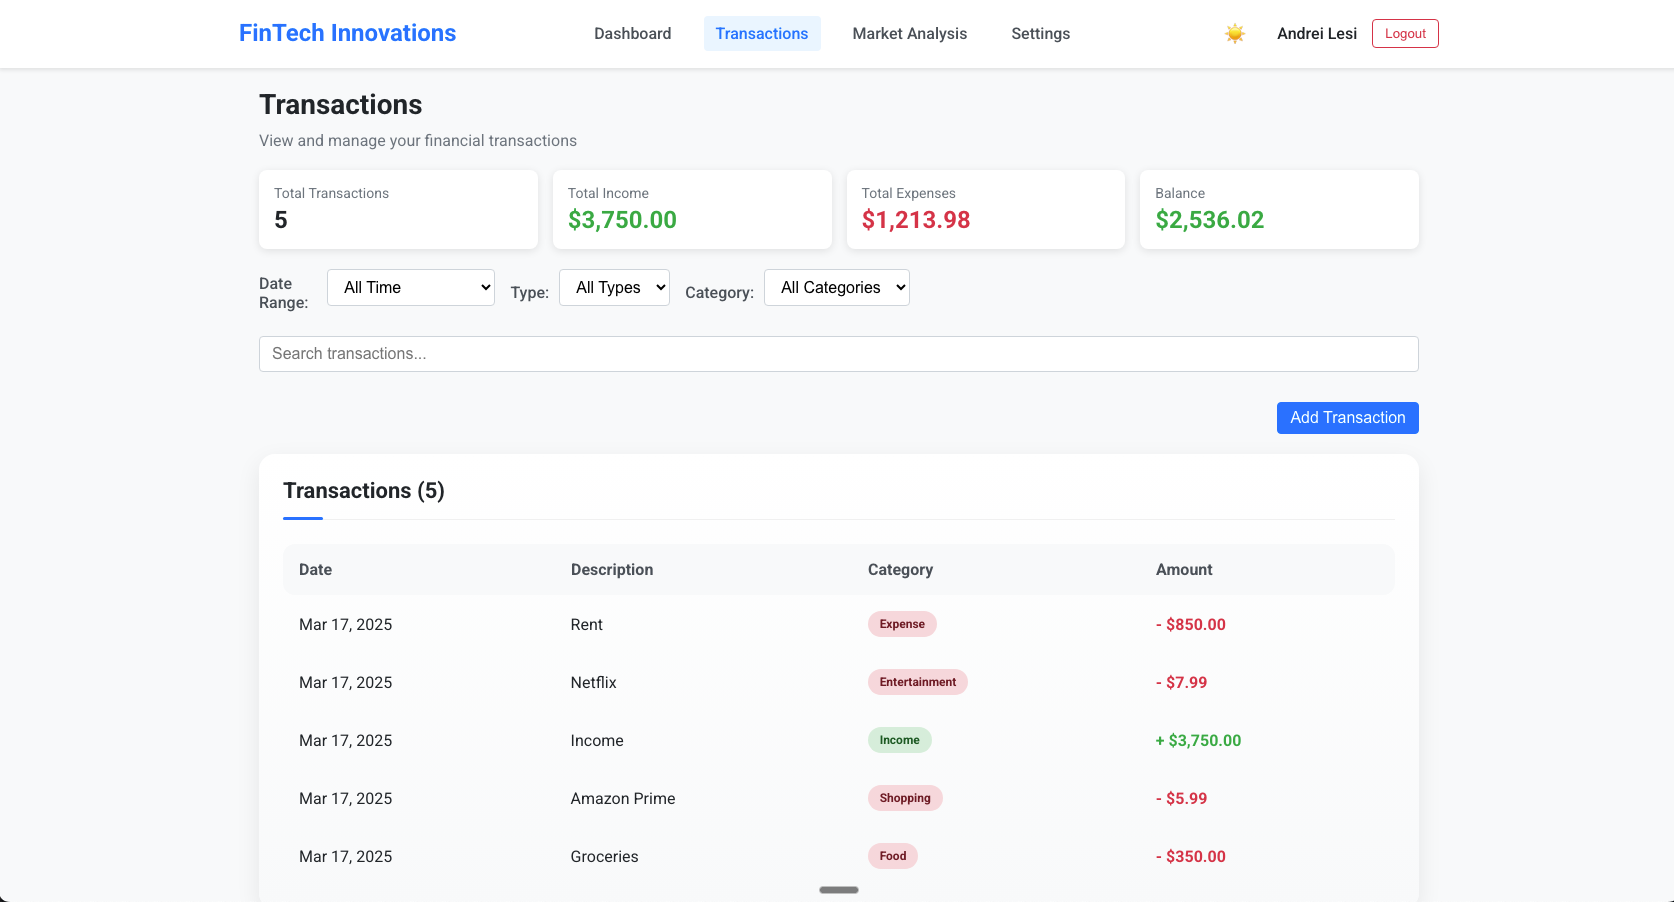 FinTech Innovations
Dashboard
Transactions
Market Analysis
Settings
Andrei Lesi
Logout
Transactions
View and manage your financial transactions
Total Transactions
5
Total Income
$3,750.00
Total Expenses
$1,213.98
Balance
$2,536.02
Date
Range:
All Time
Type:
All Types
Category:
All Categories
Search transactions...
Add Transaction
Transactions (5)
Date Description Category Amount
Mar 17, 2025 Rent Expense - $850.00
Mar 17, 2025 Netflix Entertainment - $7.99
Mar 17, 2025 Income Income + $3,750.00
Mar 17, 2025 Amazon Prime Shopping - $5.99
Mar 17, 2025 Groceries Food - $350.00